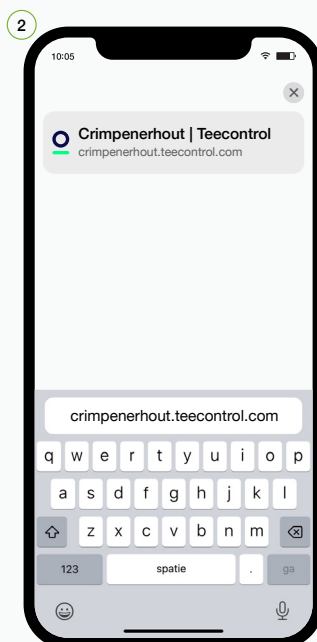 2
10:05
Crimpenerhout | Teecontrol
crimpenerhout.teecontrol.com
crimpenerhout.teecontrol.com
q w e r t y u i o p
a s d f g h j k l
z x c v b n m
123 spatie . ga